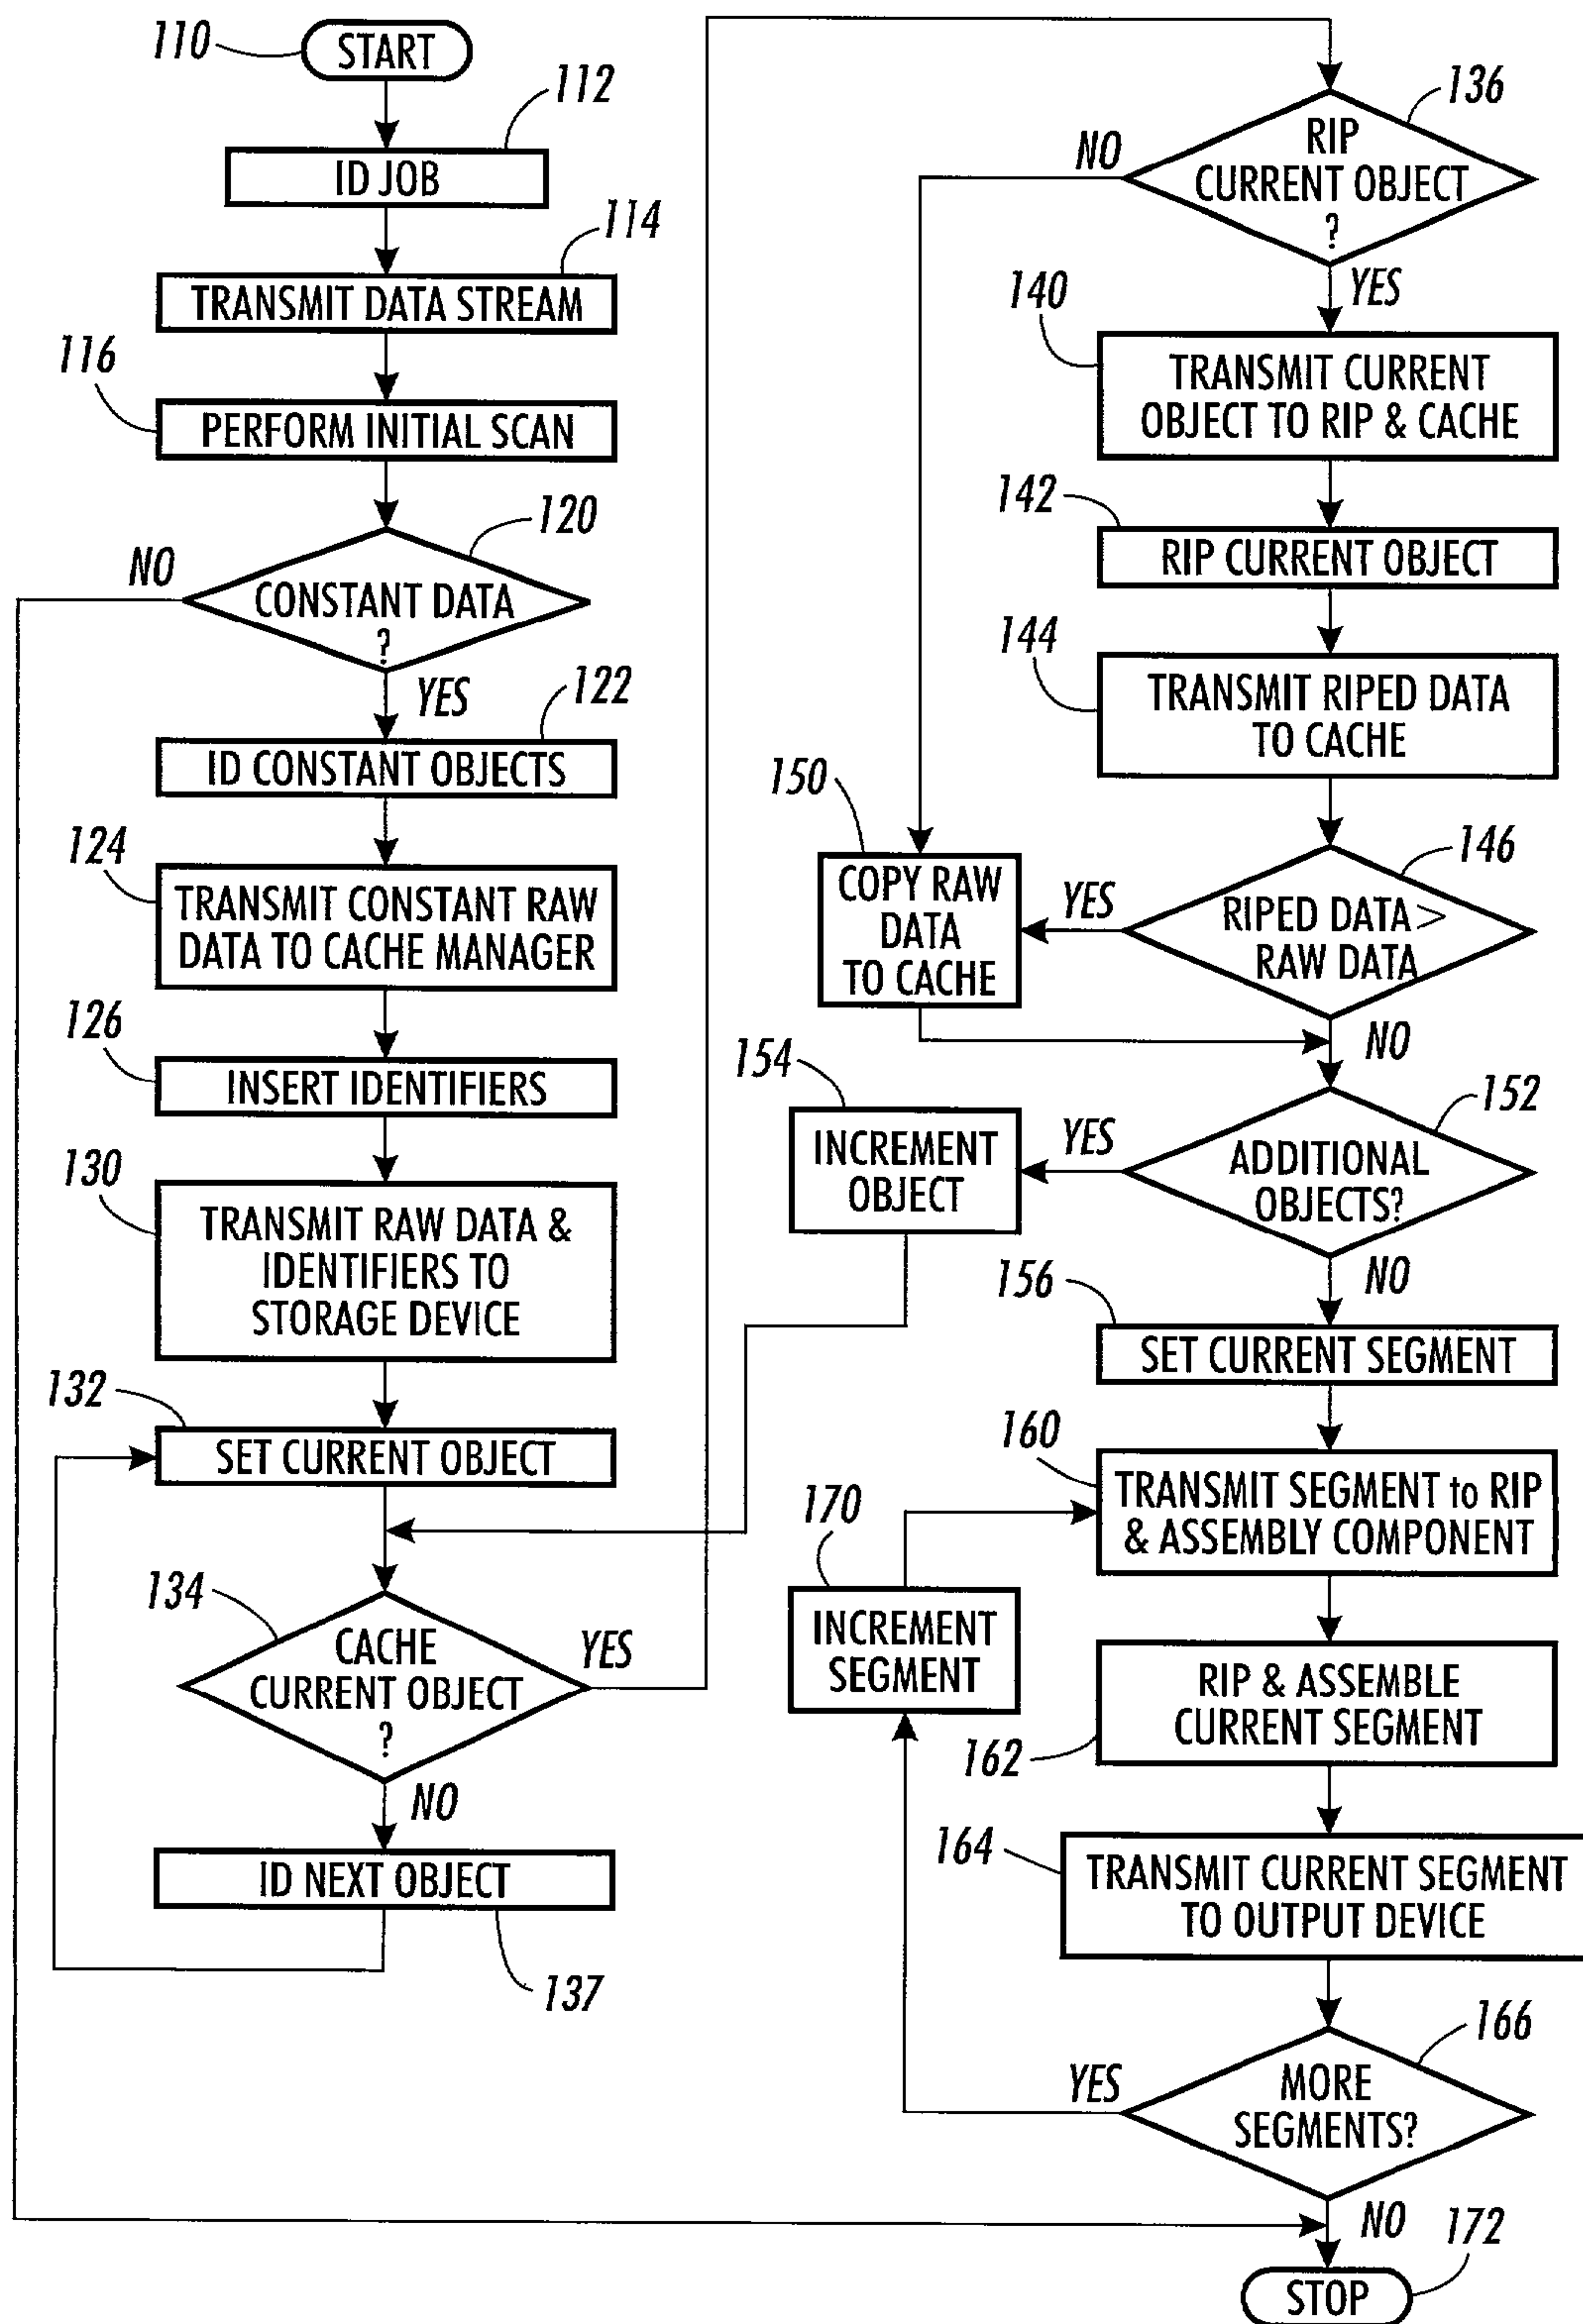 110
START
112
ID JOB
114
TRANSMIT DATA STREAM
116
PERFORM INITIAL SCAN
120
NO
CONSTANT DATA
?
YES
122
ID CONSTANT OBJECTS
124
TRANSMIT CONSTANT RAW
DATA TO CACHE MANAGER
126
INSERT IDENTIFIERS
130
TRANSMIT RAW DATA &
IDENTIFIERS TO
STORAGE DEVICE
132
SET CURRENT OBJECT
134
CACHE
CURRENT OBJECT
?
YES
NO
ID NEXT OBJECT
137
136
NO
RIP
CURRENT OBJECT
?
YES
140
TRANSMIT CURRENT
OBJECT TO RIP & CACHE
142
RIP CURRENT OBJECT
144
TRANSMIT RIPED DATA
TO CACHE
150
COPY RAW
DATA
TO CACHE
YES
146
RIPED DATA >
RAW DATA
NO
154
INCREMENT
OBJECT
YES
152
ADDITIONAL
OBJECTS?
NO
156
SET CURRENT SEGMENT
160
TRANSMIT SEGMENT to RIP
& ASSEMBLY COMPONENT
170
INCREMENT
SEGMENT
RIP & ASSEMBLE
CURRENT SEGMENT
162
164
TRANSMIT CURRENT SEGMENT
TO OUTPUT DEVICE
166
YES
MORE
SEGMENTS?
NO
172
STOP